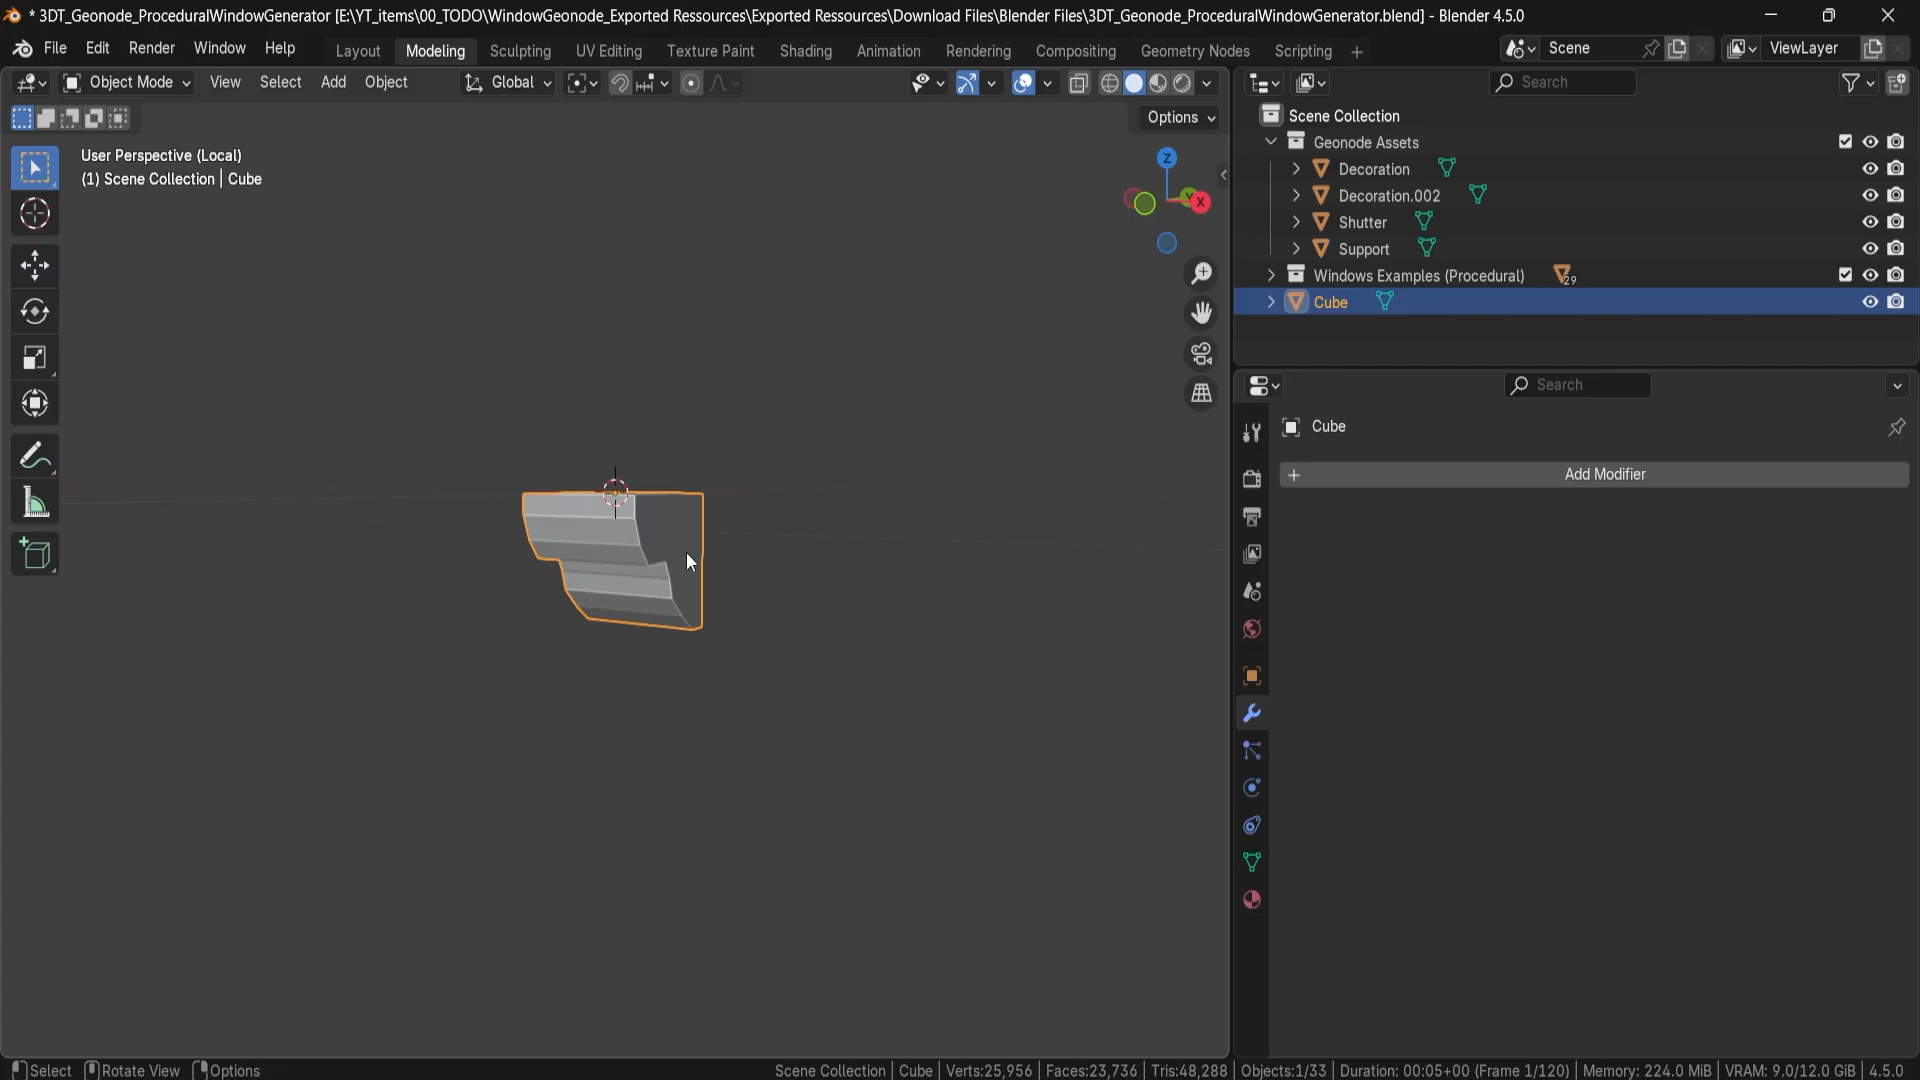 * 3DT_Geonode_ProceduralWindowGenerator [E:\YT_items\00_TODO\WindowGeonode_Exported Ressources\Exported Ressources\Download Files\Blender Files\3DT_Geonode_ProceduralWindowGenerator.blend] - Blender 4.5.0
File Edit Render Window Help Layout Modeling Sculpting UV Editing Texture Paint Shading Animation Rendering Compositing Geometry Nodes Scripting + Scene ViewLayer
Object Mode View Select Add Object Global Search
Options
User Perspective (Local)
(1) Scene Collection | Cube
Z
Y
X
Scene Collection
Geonode Assets
Decoration
Decoration.002
Shutter
Support
Windows Examples (Procedural) 29
Cube
Search
Cube
+ Add Modifier
Select Rotate View Options Scene Collection | Cube | Verts:25,956 | Faces:23,736 | Tris:48,288 | Objects:1/33 | Duration: 00:05+00 (Frame 1/120) | Memory: 224.0 MiB | VRAM: 9.0/12.0 GiB | 4.5.0